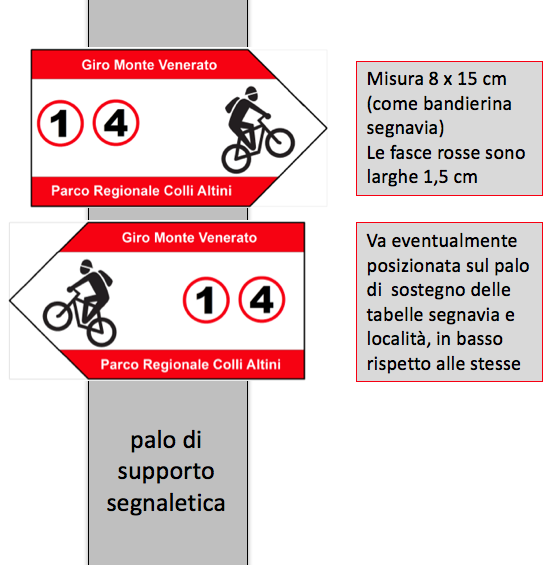 Giro Monte Venerato
1 4
Parco Regionale Colli Altini
Misura 8 x 15 cm
(come bandierina
segnavia)
Le fasce rosse sono
larghe 1,5 cm
Giro Monte Venerato
1 4
Parco Regionale Colli Altini
Va eventualmente
posizionata sul palo
di sostegno delle
tabelle segnavia e
località, in basso
rispetto alle stesse
palo di
supporto
segnaletica